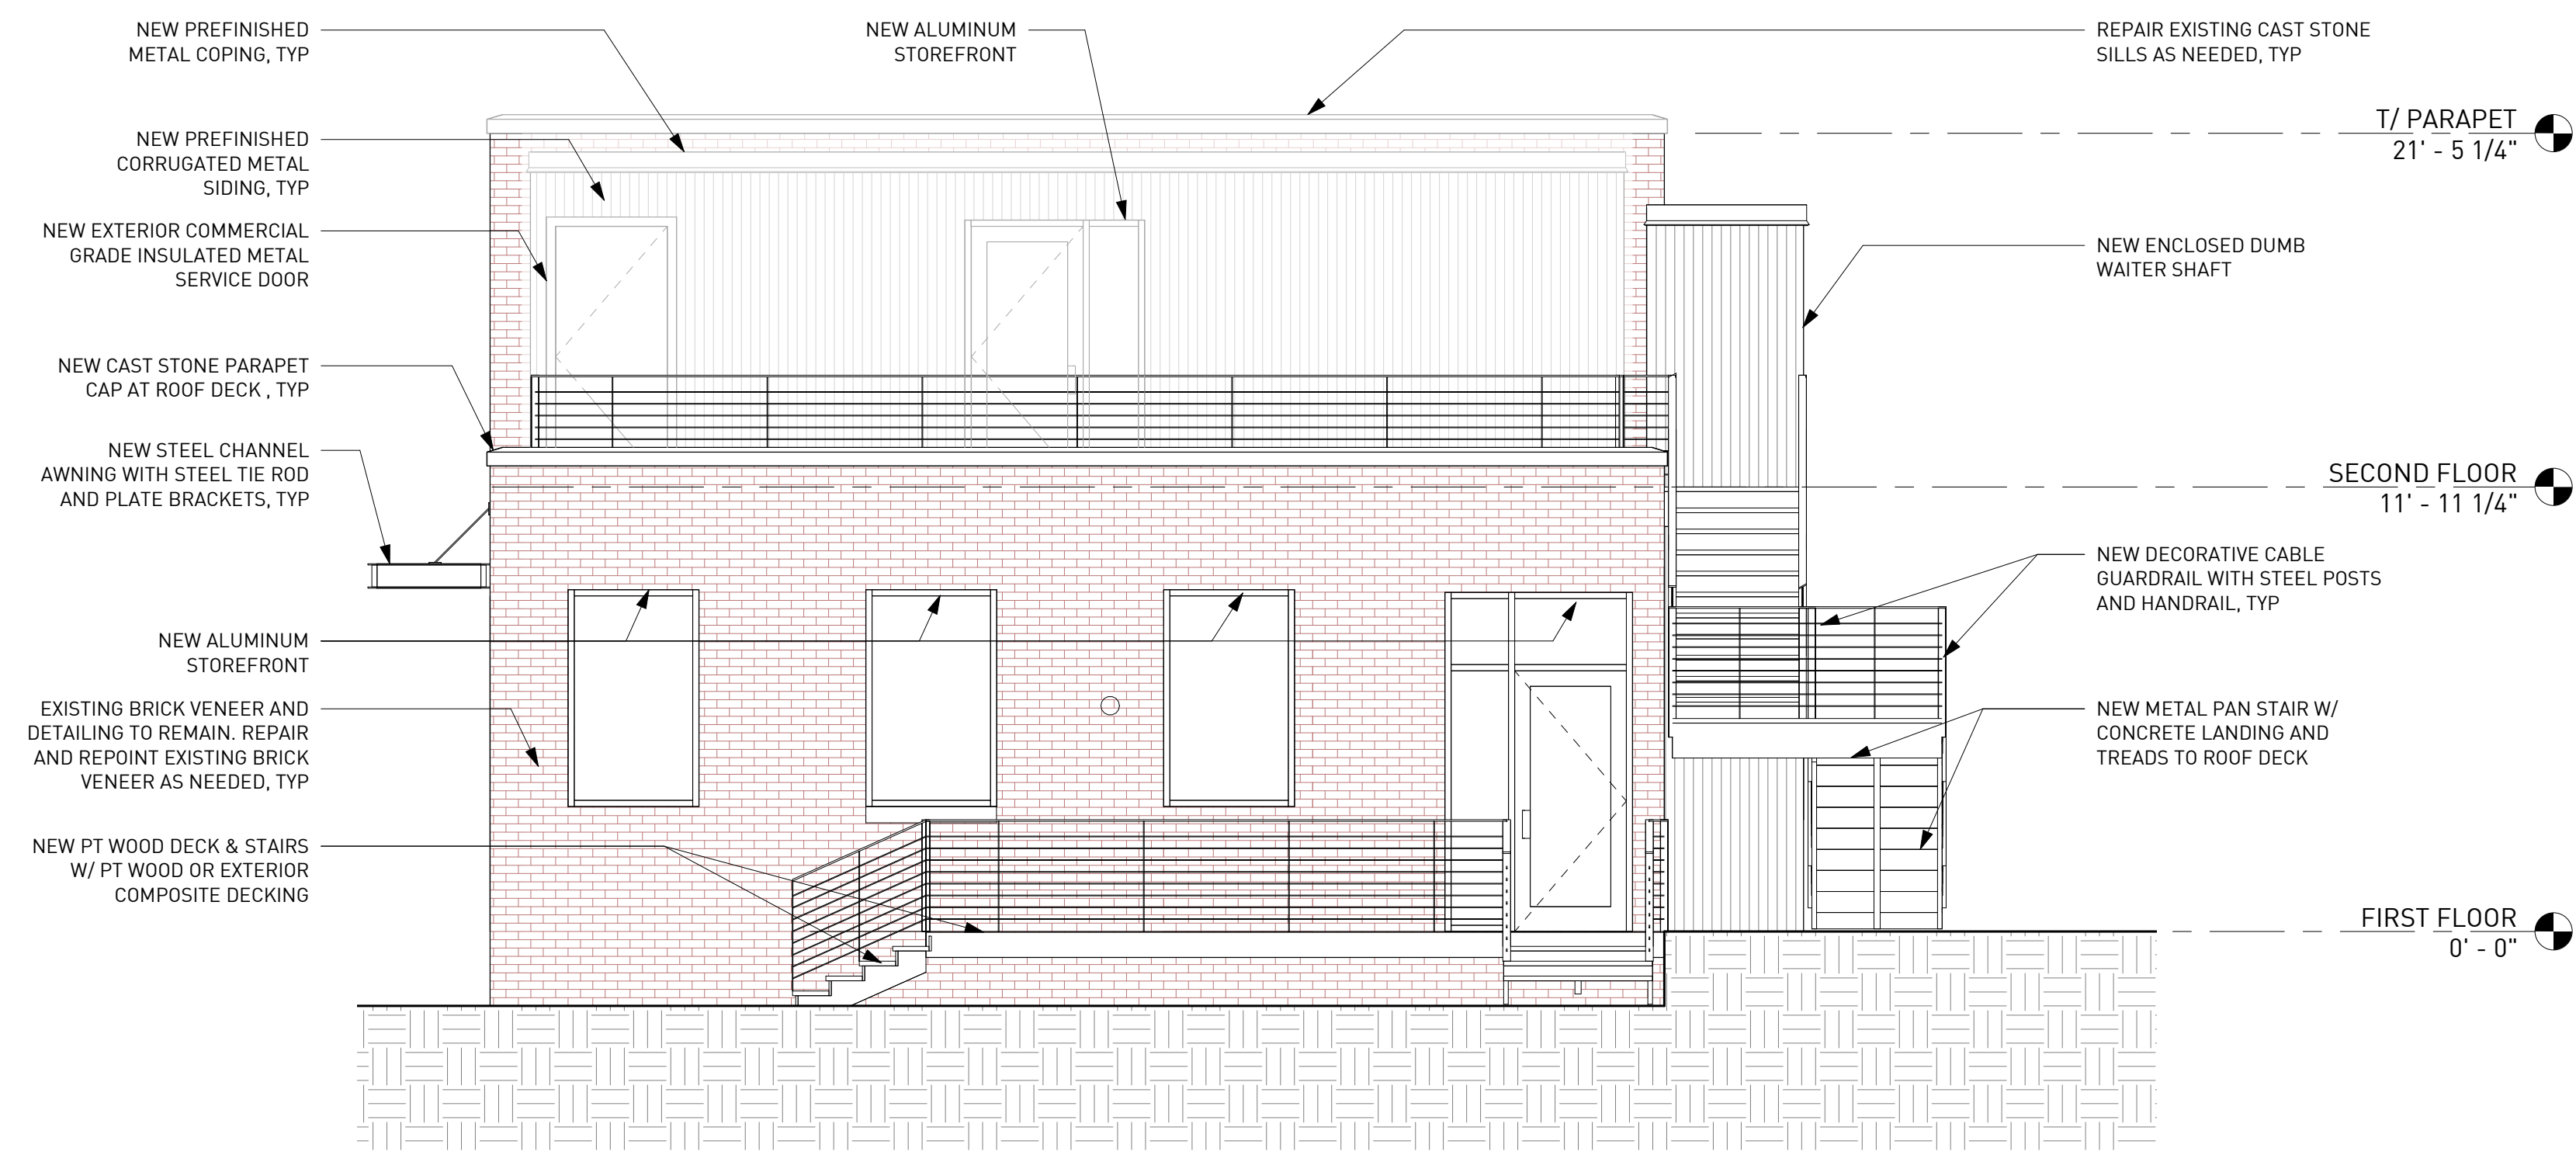 NEW PREFINISHED
METAL COPING, TYP
NEW PREFINISHED
CORRUGATED METAL
SIDING, TYP
NEW EXTERIOR COMMERCIAL
GRADE INSULATED METAL
SERVICE DOOR
NEW CAST STONE PARAPET
CAP AT ROOF DECK , TYP
NEW STEEL CHANNEL
AWNING WITH STEEL TIE ROD
AND PLATE BRACKETS, TYP
NEW ALUMINUM
STOREFRONT
EXISTING BRICK VENEER AND
DETAILING TO REMAIN. REPAIR
AND REPOINT EXISTING BRICK
VENEER AS NEEDED, TYP
NEW PT WOOD DECK & STAIRS
W/ PT WOOD OR EXTERIOR
COMPOSITE DECKING
NEW ALUMINUM
STOREFRONT
REPAIR EXISTING CAST STONE
SILLS AS NEEDED, TYP
T/ PARAPET
21' - 5 1/4"
NEW ENCLOSED DUMB
WAITER SHAFT
SECOND FLOOR
11' - 11 1/4"
NEW DECORATIVE CABLE
GUARDRAIL WITH STEEL POSTS
AND HANDRAIL, TYP
NEW METAL PAN STAIR W/
CONCRETE LANDING AND
TREADS TO ROOF DECK
FIRST FLOOR
0' - 0"